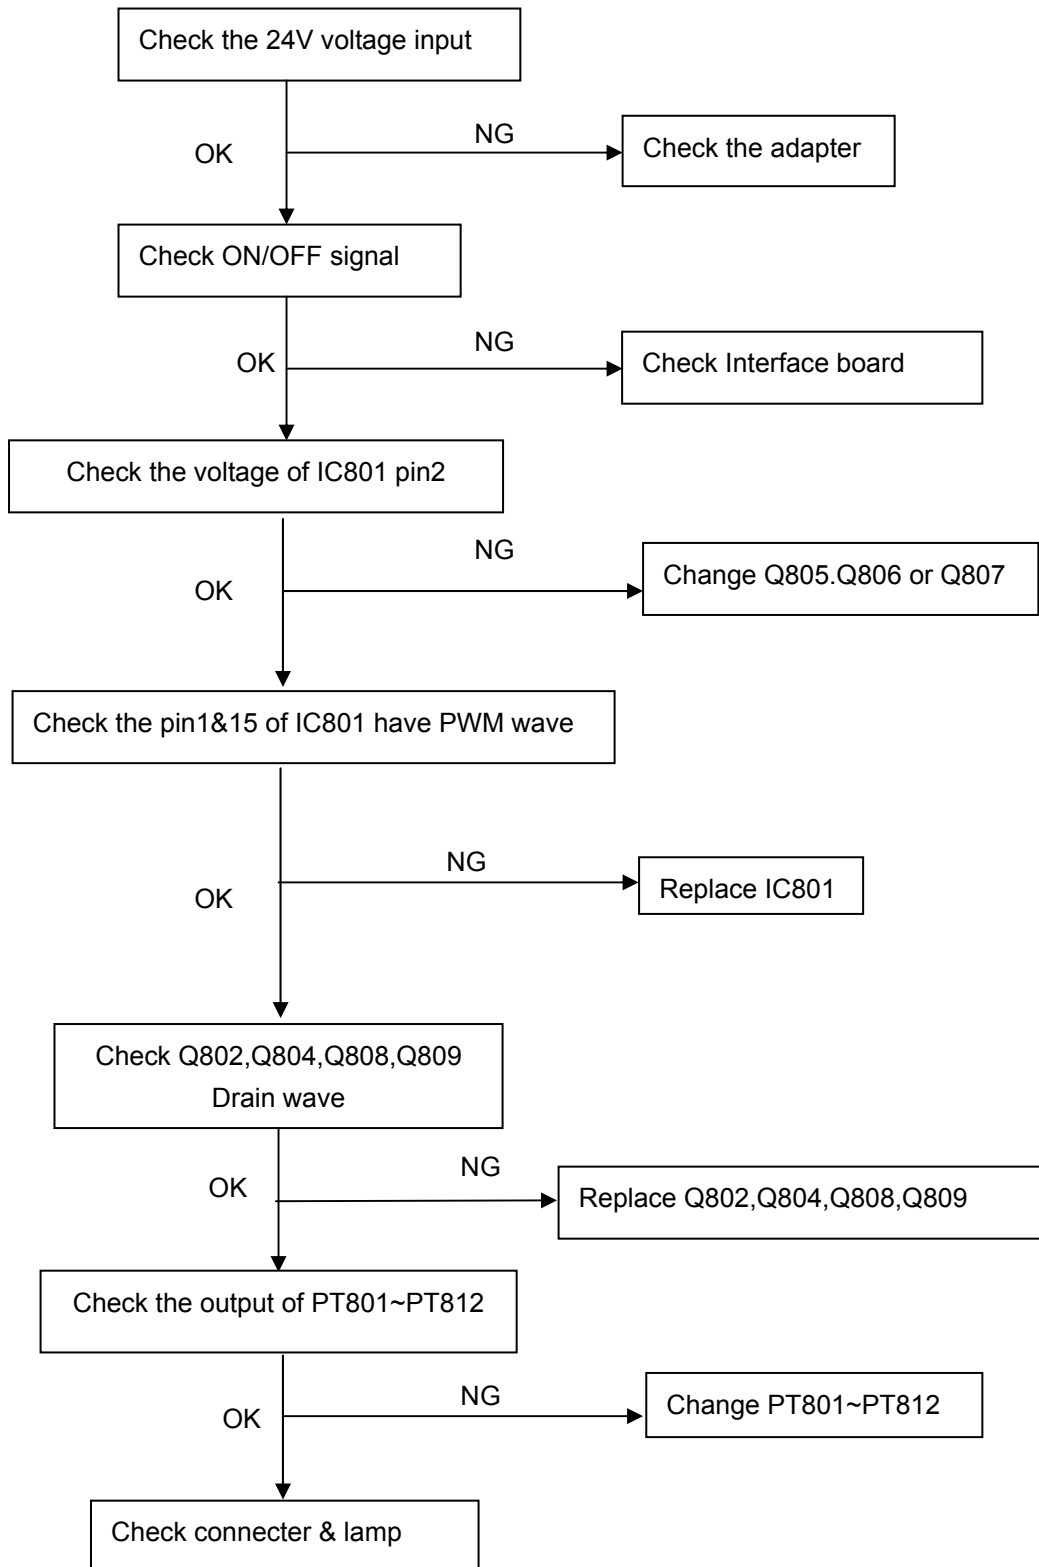 Check the 24V voltage input
NG
OK
Check the adapter
Check ON/OFF signal
NG
OK
Check Interface board
Check the voltage of IC801 pin2
NG
OK
Change Q805.Q806 or Q807
Check the pin1&15 of IC801 have PWM wave
NG
OK
Replace IC801
Check Q802,Q804,Q808,Q809
Drain wave
NG
OK
Replace Q802,Q804,Q808,Q809
Check the output of PT801~PT812
NG
OK
Change PT801~PT812
Check connecter & lamp